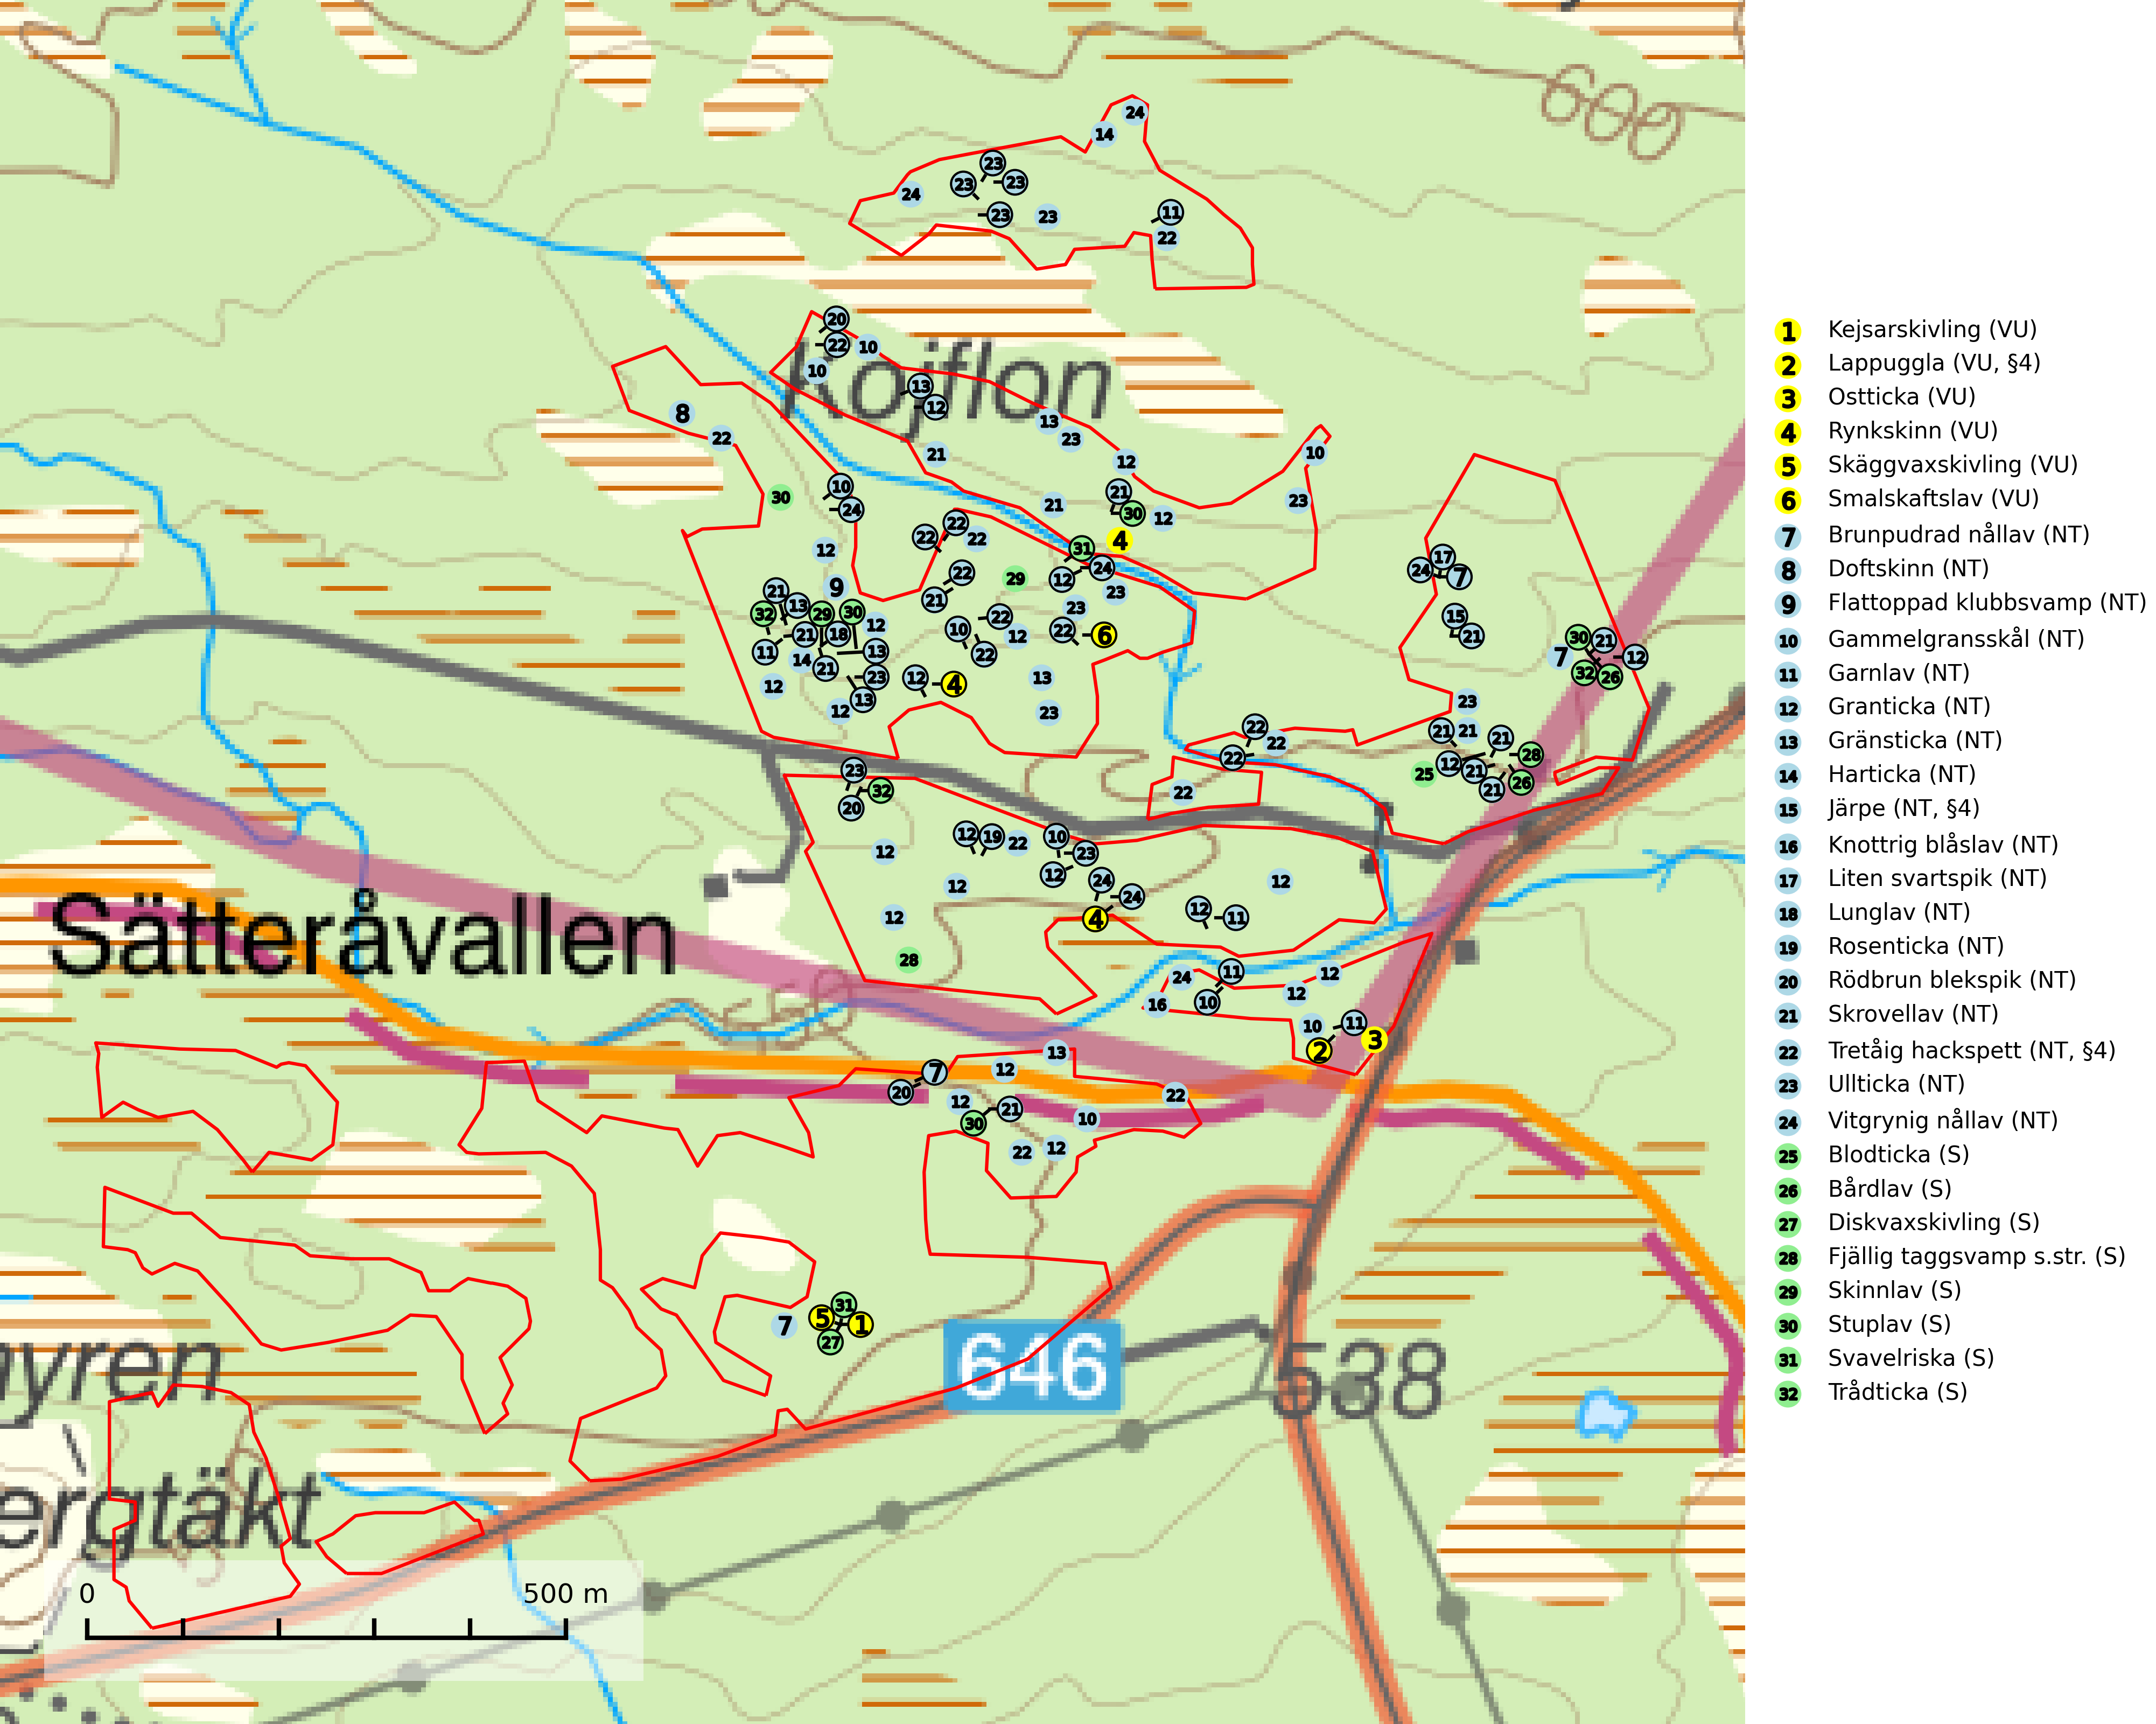 600
Kojflon
Sätteråvallen
myren
ergtäkt
646
538
0 500 m
1 Kejsarskivling (VU)
2 Lappuggla (VU, §4)
3 Ostticka (VU)
4 Rynkskinn (VU)
5 Skäggvaxskivling (VU)
6 Smalskaftslav (VU)
7 Brunpudrad nållav (NT)
8 Doftskinn (NT)
9 Flattoppad klubbsvamp (NT)
10 Gammelgransskål (NT)
11 Garnlav (NT)
12 Granticka (NT)
13 Gränsticka (NT)
14 Harticka (NT)
15 Järpe (NT, §4)
16 Knottrig blåslav (NT)
17 Liten svartspik (NT)
18 Lunglav (NT)
19 Rosenticka (NT)
20 Rödbrun blekspik (NT)
21 Skrovellav (NT)
22 Tretåig hackspett (NT, §4)
23 Ullticka (NT)
24 Vitgrynig nållav (NT)
25 Blodticka (S)
26 Bårdlav (S)
27 Diskvaxskivling (S)
28 Fjällig taggsvamp s.str. (S)
29 Skinnlav (S)
30 Stuplav (S)
31 Svavelriska (S)
32 Trådticka (S)